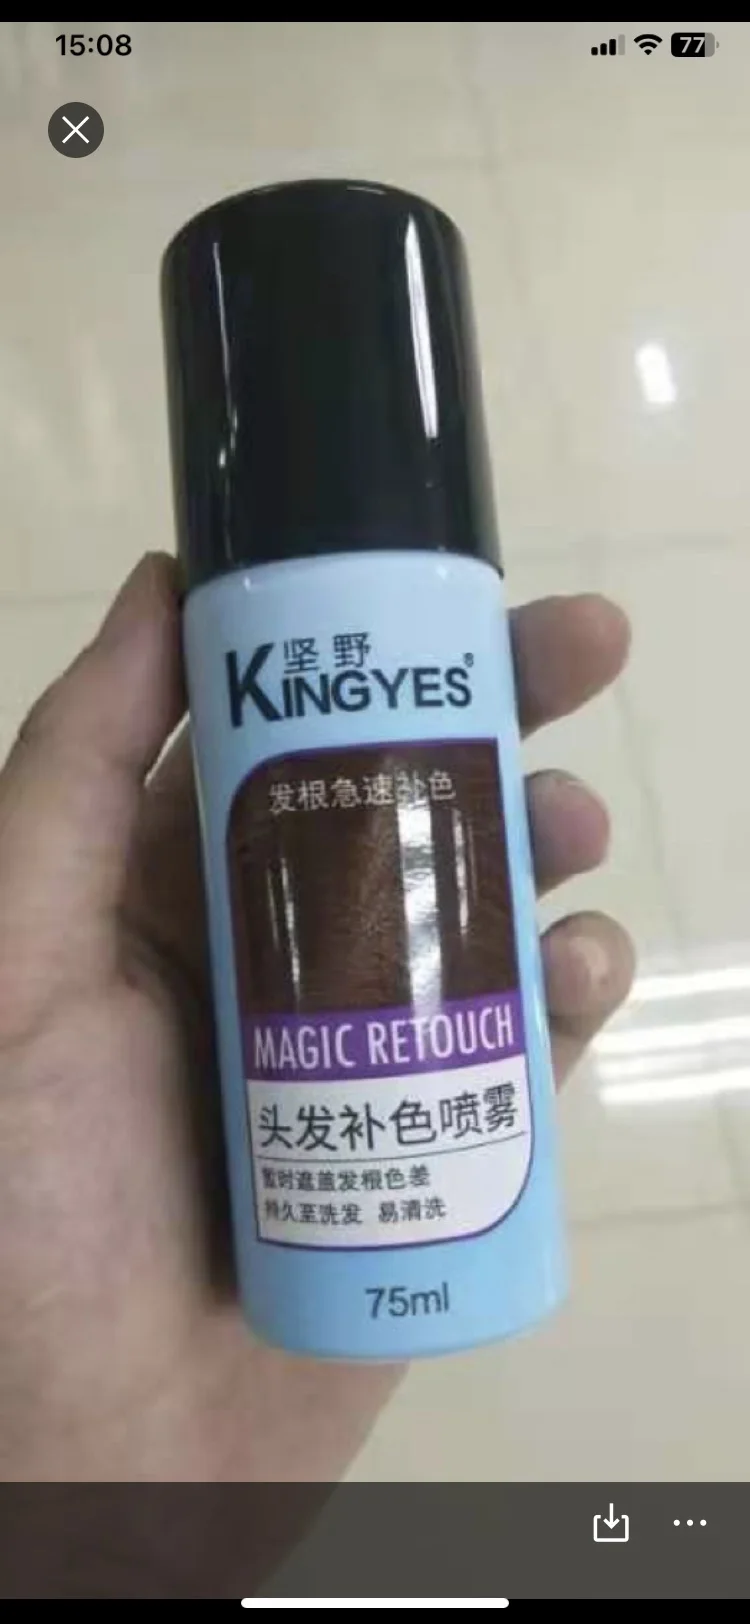 15:08
77
坚野
KINGYES®
发根急速补色
MAGIC RETOUCH
头发补色喷雾
暂时遮盖发根色差
持久至洗发 易清洗
75ml